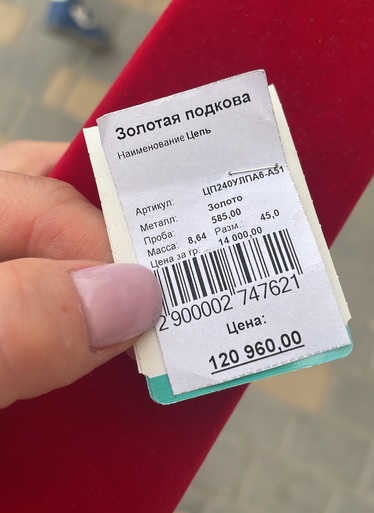 Золотая подкова
Наименование Цепь
Артикул: ЦП240УЛПА6-А51
Металл: Золото
Проба: 585,00
Масса: 8,64 Разм.: 45,0
Цена за гр: 14 000,00
2 900002 747621
Цена:
120 960,00